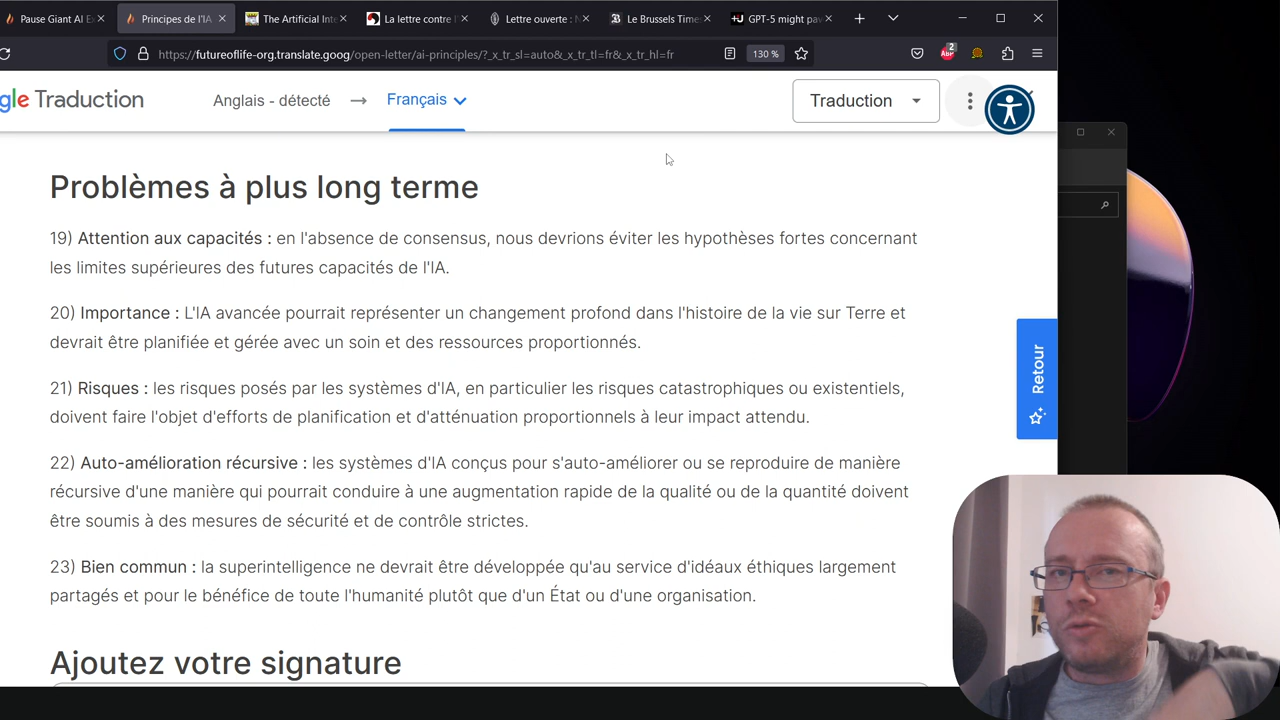 Pause Giant AI Ex
Principes de l'IA
The Artificial Inte
La lettre contre l'
Lettre ouverte : N
Le Brussels Times
GPT-5 might pav
https://futureoflife-org.translate.goog/open-letter/ai-principles/?_x_tr_sl=auto&_x_tr_tl=fr&_x_tr_hl=fr
130 %
ABP
2
gle Traduction
Anglais - détecté
Français
Traduction
Problèmes à plus long terme
19) Attention aux capacités : en l'absence de consensus, nous devrions éviter les hypothèses fortes concernant
les limites supérieures des futures capacités de l'IA.
20) Importance : L'IA avancée pourrait représenter un changement profond dans l'histoire de la vie sur Terre et
devrait être planifiée et gérée avec un soin et des ressources proportionnés.
21) Risques : les risques posés par les systèmes d'IA, en particulier les risques catastrophiques ou existentiels,
doivent faire l'objet d'efforts de planification et d'atténuation proportionnels à leur impact attendu.
22) Auto-amélioration récursive : les systèmes d'IA conçus pour s'auto-améliorer ou se reproduire de manière
récursive d'une manière qui pourrait conduire à une augmentation rapide de la qualité ou de la quantité doivent
être soumis à des mesures de sécurité et de contrôle strictes.
23) Bien commun : la superintelligence ne devrait être développée qu'au service d'idéaux éthiques largement
partagés et pour le bénéfice de toute l'humanité plutôt que d'un État ou d'une organisation.
Retour
Ajoutez votre signature